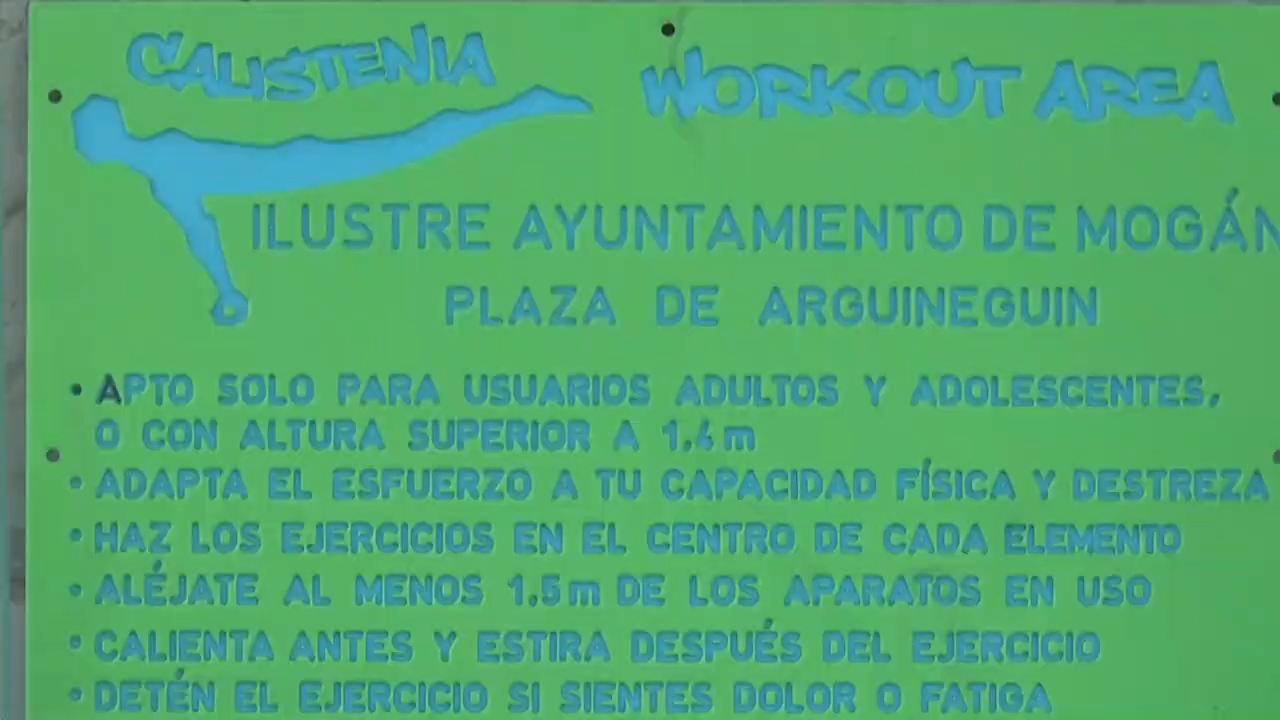 CALISTENIA WORKOUT AREA
ILUSTRE AYUNTAMIENTO DE MOGÁN
PLAZA DE ARGUINEGUIN
• APTO SOLO PARA USUARIOS ADULTOS Y ADOLESCENTES,
O CON ALTURA SUPERIOR A 1,4 m
• ADAPTA EL ESFUERZO A TU CAPACIDAD FÍSICA Y DESTREZA
• HAZ LOS EJERCICIOS EN EL CENTRO DE CADA ELEMENTO
• ALÉJATE AL MENOS 1,5 m DE LOS APARATOS EN USO
• CALIENTA ANTES Y ESTIRA DESPUÉS DEL EJERCICIO
• DETÉN EL EJERCICIO SI SIENTES DOLOR O FATIGA